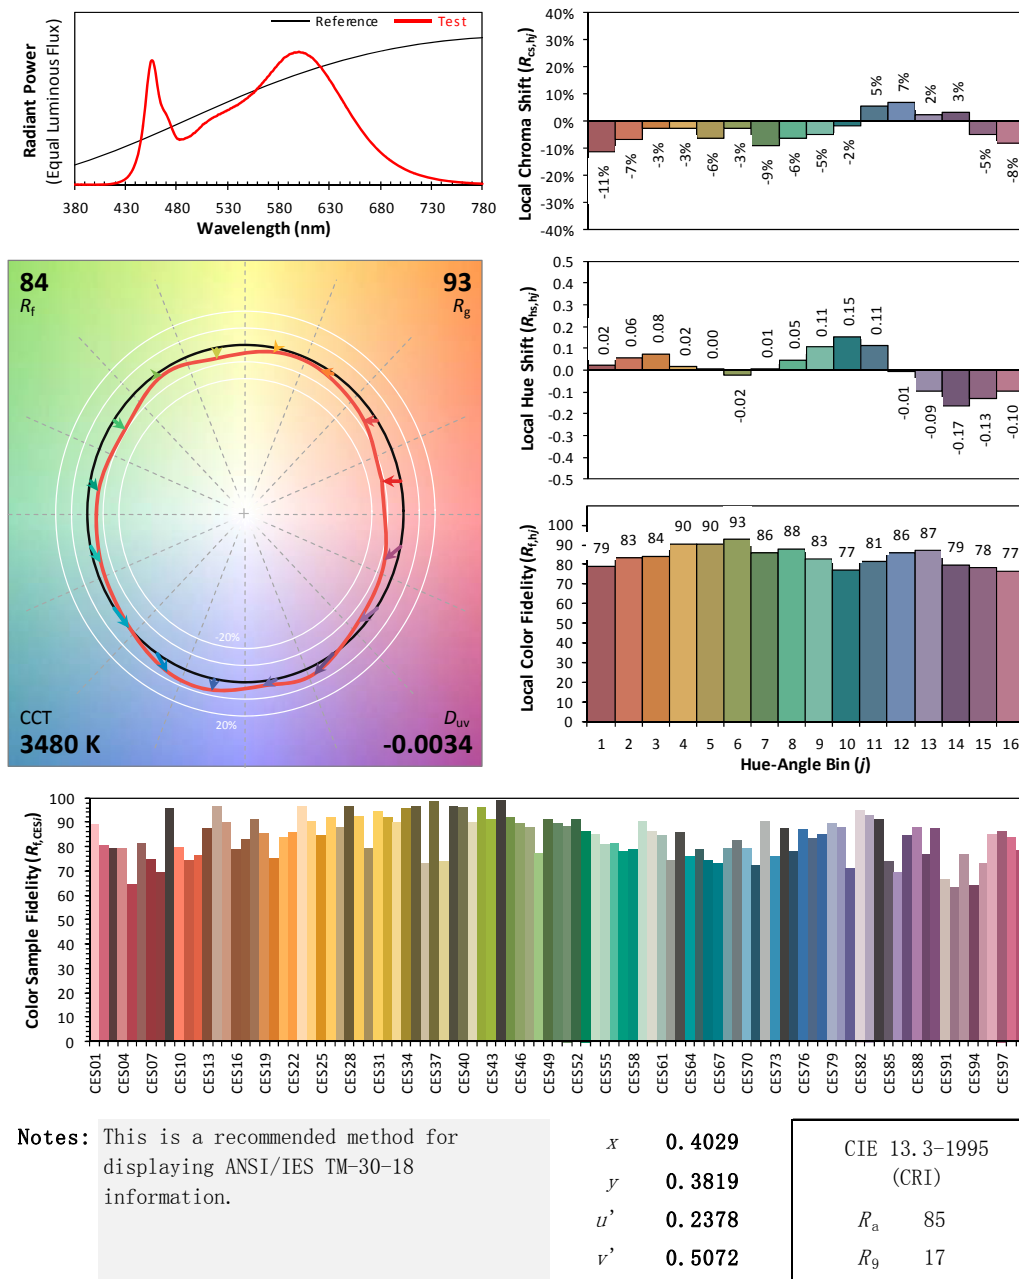 Reference
Test
Radiant Power
(Equal Luminous Flux)
380 430 480 530 580 630 680 730 780
Wavelength (nm)
Local Chroma Shift (Rcs,hj)
40%
30%
20%
10%
0%
-10%
-20%
-30%
-40%
-11% -7% -3% -3% -6% -3% -9% -6% -5% -2% 5% 7% 2% 3% -5% -8%
84
Rf
93
Rg
-20%
20%
CCT
3480 K
Duv
-0.0034
Local Hue Shift (Rhs,hj)
0.5
0.4
0.3
0.2
0.1
0.0
-0.1
-0.2
-0.3
-0.4
-0.5
0.02 0.06 0.08 0.02 0.00 -0.02 0.01 0.05 0.11 0.15 0.11 -0.01 -0.09 -0.17 -0.13 -0.10
Local Color Fidelity (Rf,hj)
100
90
80
70
60
50
40
30
20
10
0
79 83 84 90 90 93 86 88 83 77 81 86 87 79 78 77
1 2 3 4 5 6 7 8 9 10 11 12 13 14 15 16
Hue-Angle Bin (j)
Color Sample Fidelity (Rf,CESi)
100
90
80
70
60
50
40
30
20
10
0
CES01 CES04 CES07 CES10 CES13 CES16 CES19 CES22 CES25 CES28 CES31 CES34 CES37 CES40 CES43 CES46 CES49 CES52 CES55 CES58 CES61 CES64 CES67 CES70 CES73 CES76 CES79 CES82 CES85 CES88 CES91 CES94 CES97
Notes: This is a recommended method for
displaying ANSI/IES TM-30-18
information.
x 0.4029
y 0.3819
u' 0.2378
v' 0.5072
CIE 13.3-1995
(CRI)
Ra 85
R9 17